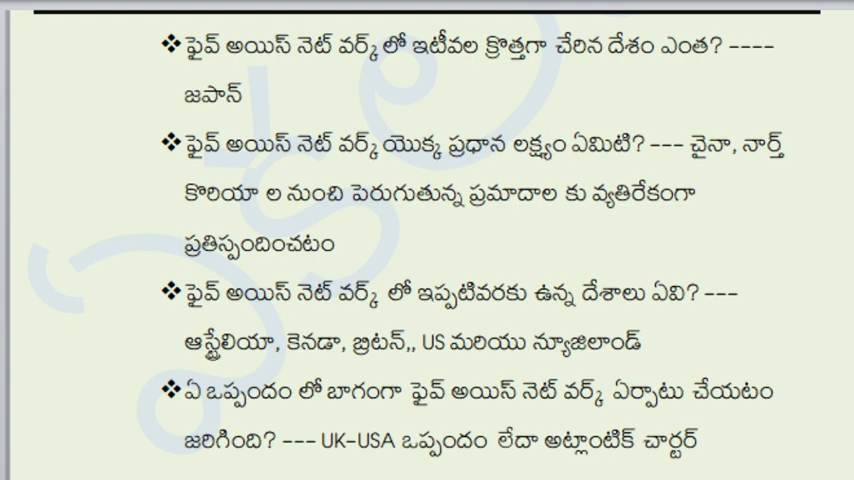 ❖ ఫైవ్ అయిస్ నెట్ వర్క్ లో ఇటీవల క్రొత్తగా చేరిన దేశం ఎంత? ----
జపాన్
❖ ఫైవ్ అయిస్ నెట్ వర్క్ యొక్క ప్రధాన లక్ష్యం ఏమిటి? --- చైనా, నార్త్
కొరియా ల నుంచి పెరుగుతున్న ప్రమాదాల కు వ్యతిరేకంగా
ప్రతిస్పందించటం
❖ ఫైవ్ అయిస్ నెట్ వర్క్ లో ఇప్పటివరకు ఉన్న దేశాలు ఏవి? ---
ఆస్ట్రేలియా, కెనడా, బ్రిటన్,, US మరియు న్యూజిలాండ్
❖ ఏ ఒప్పందం లో బాగంగా ఫైవ్ అయిస్ నెట్ వర్క్ ఏర్పాటు చేయటం
జరిగింది? --- UK-USA ఒప్పందం లేదా అట్లాంటిక్ చార్టర్